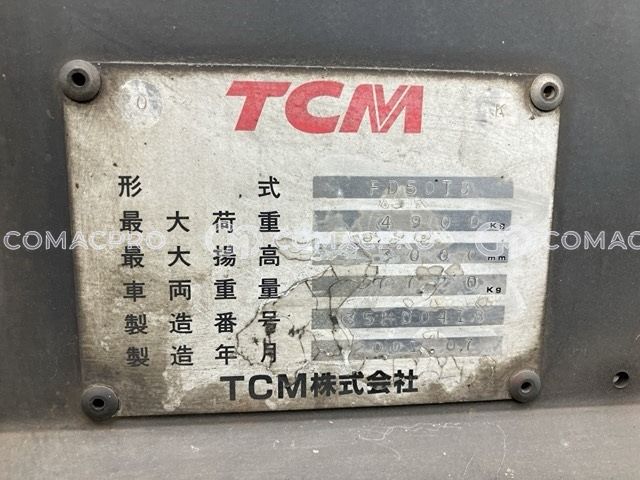 TCM
形式 FD50T9
最大荷重 4900 Kg
最大揚高 3000 mm
車両重量 Kg
製造番号
製造年月
TCM株式会社
COMACPRO